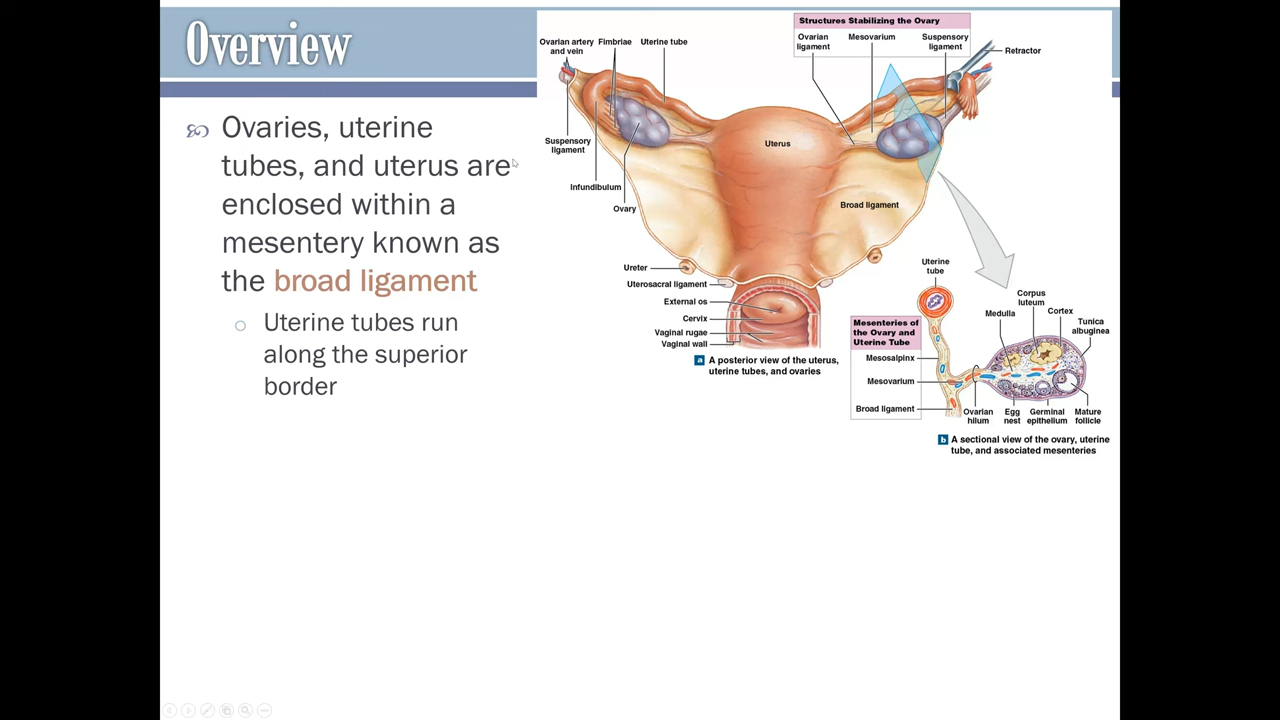 Overview
Ovaries, uterine
tubes, and uterus are
enclosed within a
mesentery known as
the broad ligament
Uterine tubes run
along the superior
border
Structures Stabilizing the Ovary
Ovarian
ligament
Mesovarium
Suspensory
ligament
Ovarian artery
and vein
Fimbriae
Uterine tube
Retractor
Uterus
Suspensory
ligament
Infundibulum
Ovary
Broad ligament
Ureter
Uterosacral ligament
External os
Cervix
Vaginal rugae
Vaginal wall
a A posterior view of the uterus,
uterine tubes, and ovaries
Uterine
tube
Corpus
luteum
Medulla
Cortex
Tunica
albuginea
Mesenteries of
the Ovary and
Uterine Tube
Mesosalpinx
Mesovarium
Broad ligament
Ovarian
hilum
Egg
nest
Germinal
epithelium
Mature
follicle
b A sectional view of the ovary, uterine
tube, and associated mesenteries